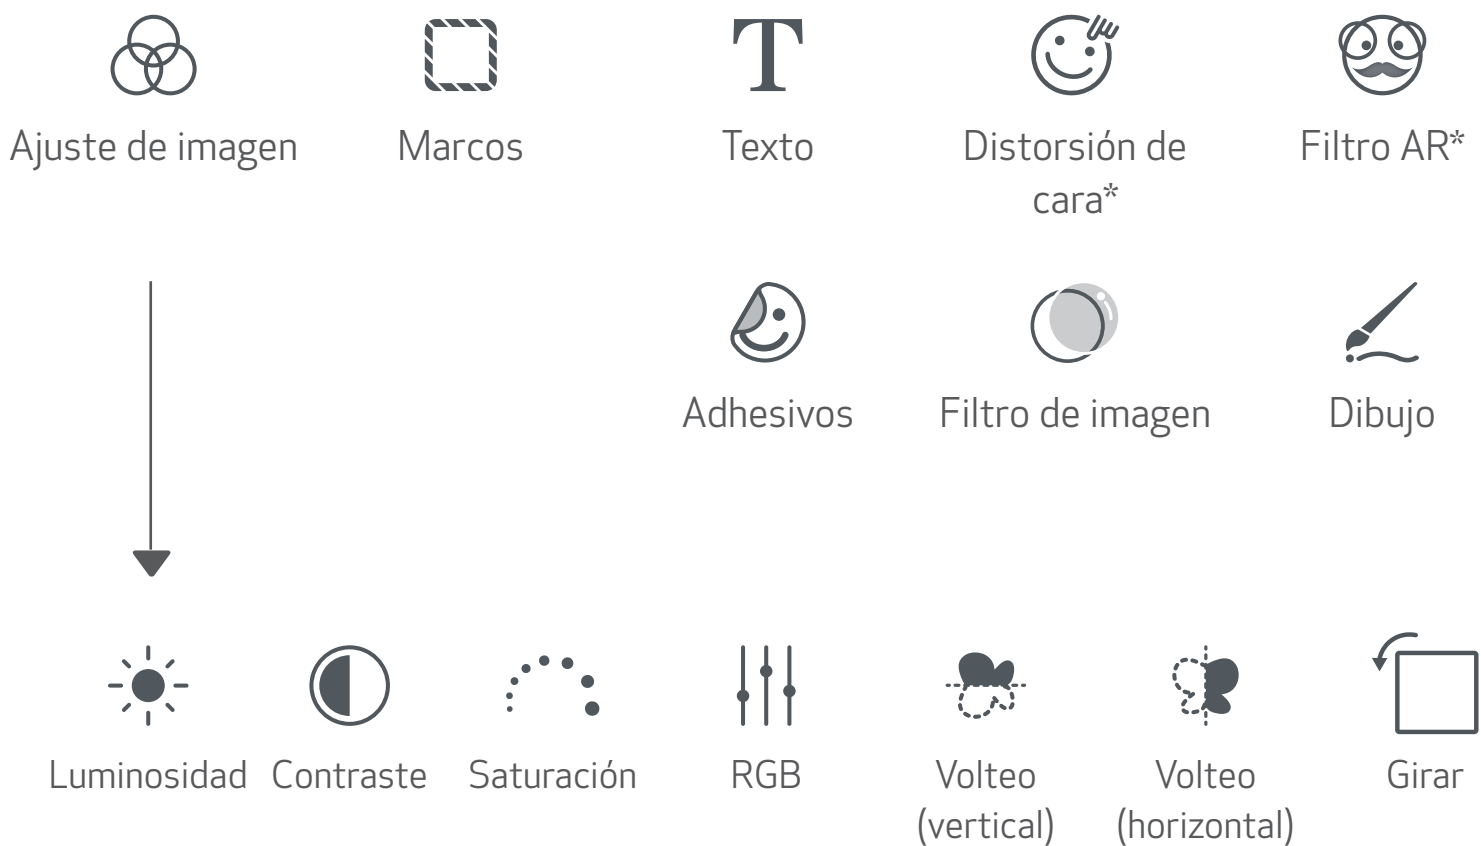 Ajuste de imagen
Marcos
Texto
Distorsión de
cara*
Filtro AR*
Adhesivos
Filtro de imagen
Dibujo
Luminosidad
Contraste
Saturación
RGB
Volteo
(vertical)
Volteo
(horizontal)
Girar